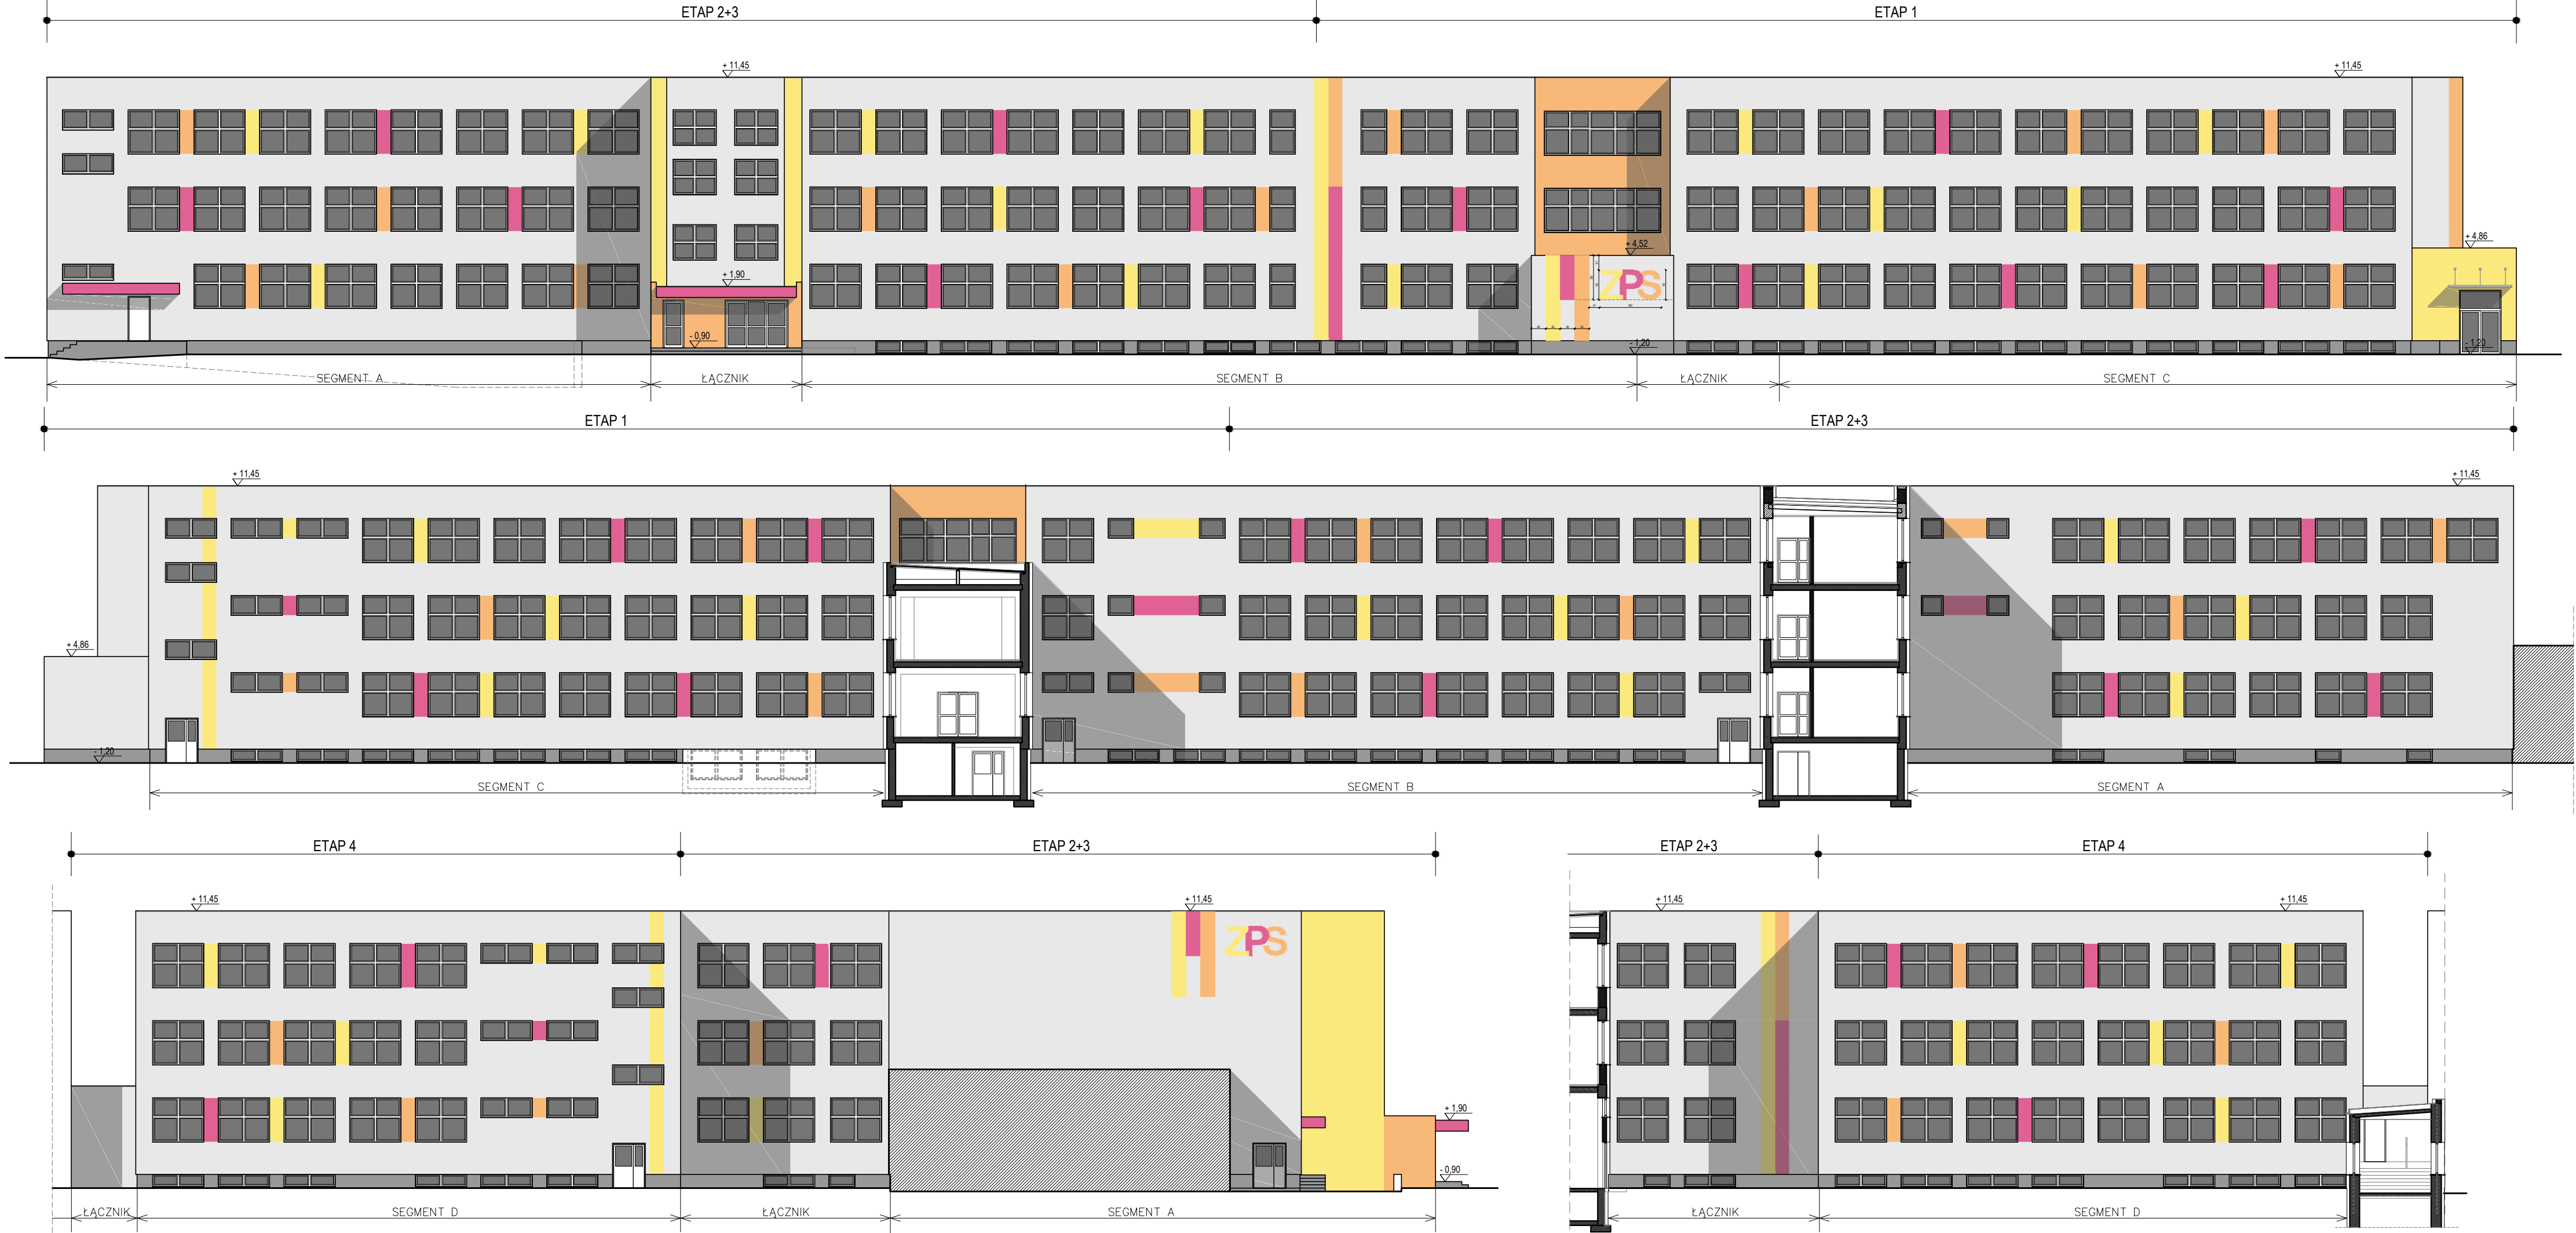 ETAP 2+3 ETAP 1
+ 11,45 + 11,45
+ 4,86
+ 4,52
ZPS
+ 1,90
- 0,90
- 1,20 - 1,20
SEGMENT A ŁĄCZNIK SEGMENT B ŁĄCZNIK SEGMENT C
ETAP 1 ETAP 2+3
+ 11,45 + 11,45
+ 4,86
- 1,20
SEGMENT C SEGMENT B SEGMENT A
ETAP 4 ETAP 2+3 ETAP 2+3 ETAP 4
+ 11,45 + 11,45 + 11,45 + 11,45
ZPS
+ 1,90
- 0,90
ŁĄCZNIK SEGMENT D ŁĄCZNIK SEGMENT A ŁĄCZNIK SEGMENT D